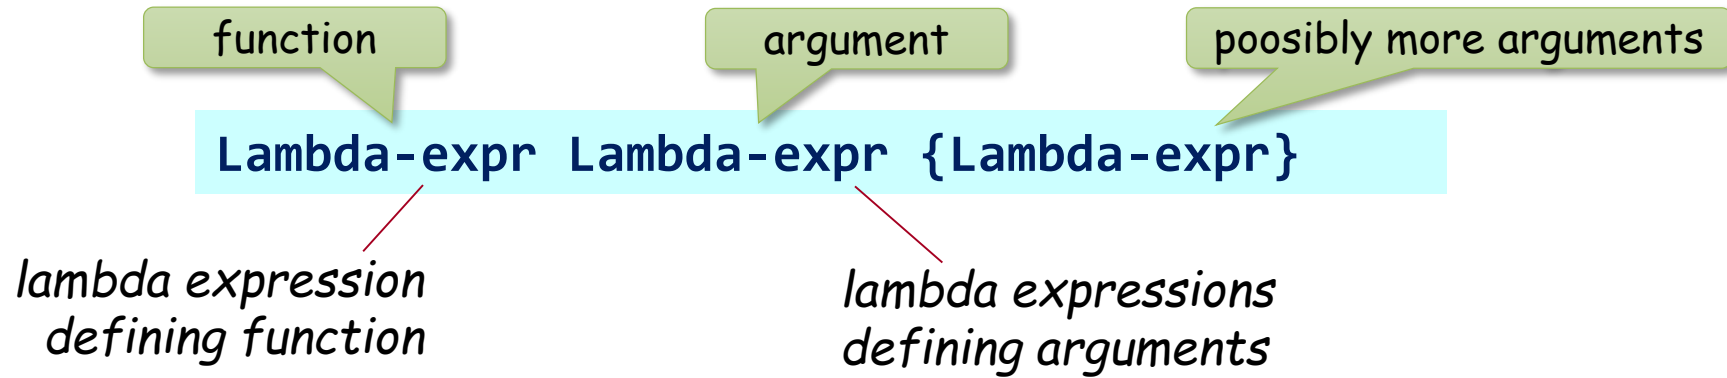 function
argument
poosibly more arguments
Lambda-expr Lambda-expr {Lambda-expr}
lambda expression
defining function
lambda expressions
defining arguments